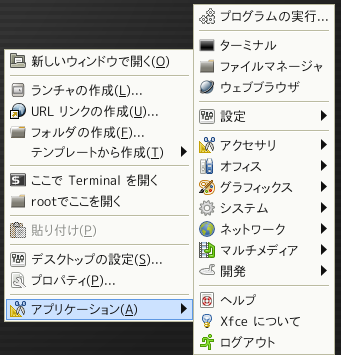 新しいウィンドウで開く(O)
ランチャの作成(L)...
URL リンクの作成(U)...
フォルダの作成(F)...
テンプレートから作成(T)
ここで Terminal を開く
rootでここを開く
貼り付け(P)
デスクトップの設定(S)...
プロパティ(P)...
アプリケーション(A)
プログラムの実行...
ターミナル
ファイルマネージャ
ウェブブラウザ
設定
アクセサリ
オフィス
グラフィックス
システム
ネットワーク
マルチメディア
開発
ヘルプ
Xfce について
ログアウト